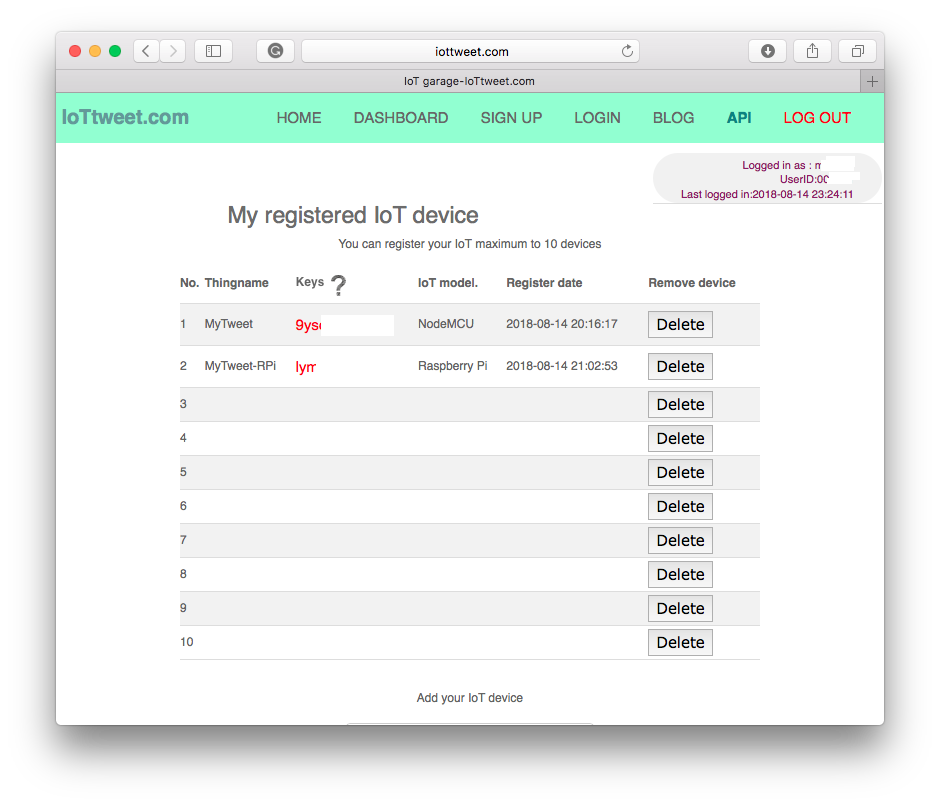 iottweet.com
IoT garage-IoTtweet.com
IoTtweet.com HOME DASHBOARD SIGN UP LOGIN BLOG API LOG OUT
Logged in as : m
UserID:00
Last logged in:2018-08-14 23:24:11
My registered IoT device
You can register your IoT maximum to 10 devices
No. Thingname Keys ? IoT model. Register date Remove device
1 MyTweet 9ys NodeMCU 2018-08-14 20:16:17 Delete
2 MyTweet-RPi Raspberry Pi 2018-08-14 21:02:53 Delete
3 Delete
4 Delete
5 Delete
6 Delete
7 Delete
8 Delete
9 Delete
10 Delete
Add your IoT device